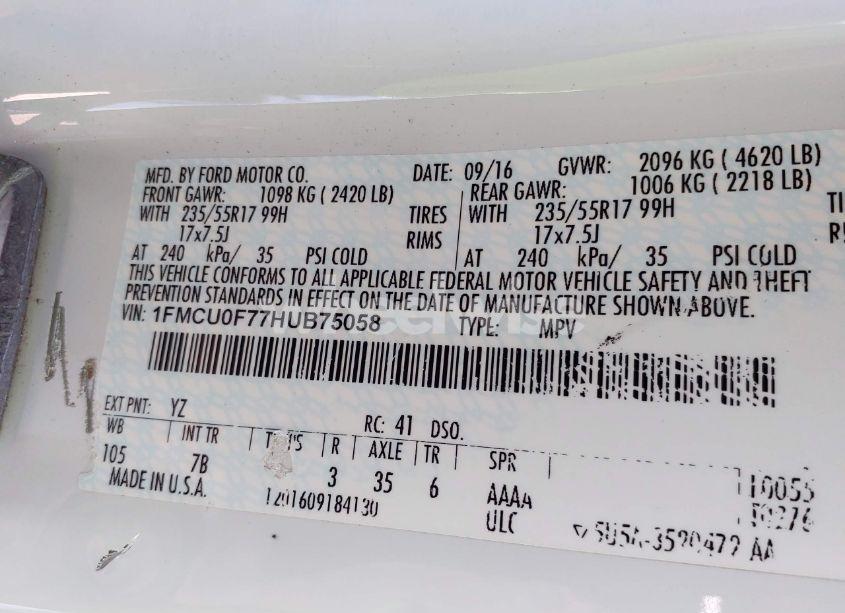 MFD. BY FORD MOTOR CO. DATE: 09/16 GVWR: 2096 KG ( 4620 LB)
FRONT GAWR: 1098 KG ( 2420 LB) REAR GAWR: 1006 KG ( 2218 LB)
WITH 235/55R17 99H TIRES WITH 235/55R17 99H
17x7.5J RIMS 17x7.5J
AT 240 kPa/ 35 PSI COLD AT 240 kPa/ 35 PSI COLD
THIS VEHICLE CONFORMS TO ALL APPLICABLE FEDERAL MOTOR VEHICLE SAFETY AND THEFT
PREVENTION STANDARDS IN EFFECT ON THE DATE OF MANUFACTURE SHOWN ABOVE.
VIN: 1FMCU0F77HUB75058 TYPE: MPV
EXT PNT: YZ RC: 41 DSO:
WB INT TR R AXLE TR SPR
105 7B 3 35 6 AAAA
MADE IN U.S.A. ULC